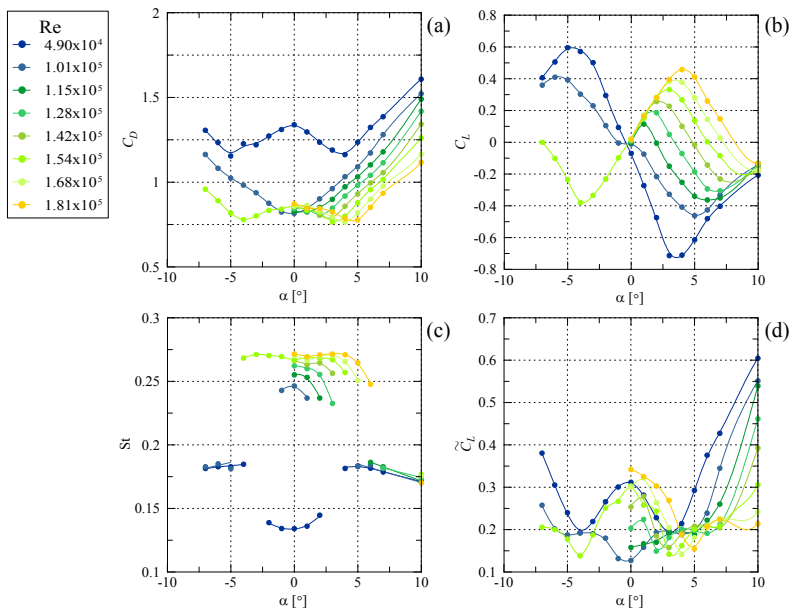 Re
4.90x10⁴
1.01x10⁵
1.15x10⁵
1.28x10⁵
1.42x10⁵
1.54x10⁵
1.68x10⁵
1.81x10⁵
(a)
2
1.5
1
0.5
C_D
-10 -5 0 5 10
α [°]
(b)
0.8
0.6
0.4
0.2
0
-0.2
-0.4
-0.6
-0.8
C_L
-10 -5 0 5 10
α [°]
(c)
0.3
0.25
0.2
0.15
0.1
St
-10 -5 0 5 10
α [°]
(d)
0.7
0.6
0.5
0.4
0.3
0.2
0.1
C̃_L
-10 -5 0 5 10
α [°]